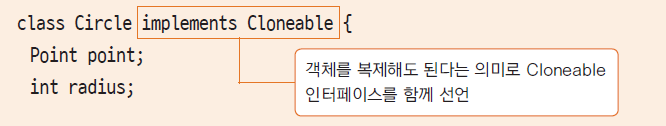 class Circle implements Cloneable {
Point point;
int radius;
객체를 복제해도 된다는 의미로 Cloneable
인터페이스를 함께 선언